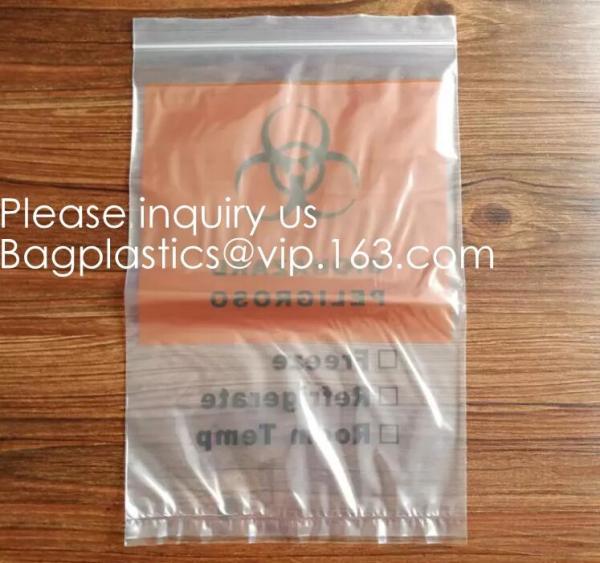 Please inquiry us
Bagplastics@vip.163.com
PELIGROSO
Freeze
Refrigerate
Room Temp